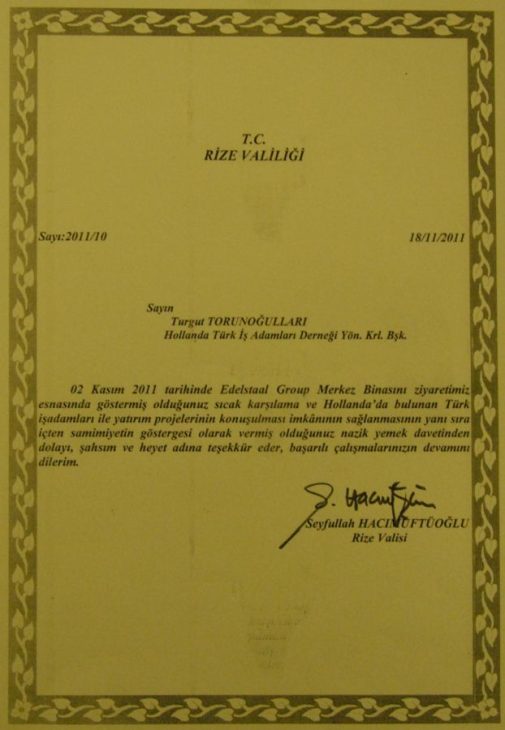 T.C.
RİZE VALİLİĞİ
Sayı:2011/10 18/11/2011
Sayın
Turgut TORUNOĞULLARI
Hollanda Türk İş Adamları Derneği Yön. Krl. Bşk.
02 Kasım 2011 tarihinde Edelstaal Group Merkez Binasını ziyaretimiz
esnasında göstermiş olduğunuz sıcak karşılama ve Hollanda'da bulunan Türk
işadamları ile yatırım projelerinin konuşulması imkânının sağlanmasının yanı sıra
içten samimiyetin göstergesi olarak vermiş olduğunuz nazik yemek davetinden
dolayı, şahsım ve heyet adına teşekkür eder, başarılı çalışmalarınızın devamını
dilerim.
Seyfullah HACIMÜFTÜOĞLU
Rize Valisi